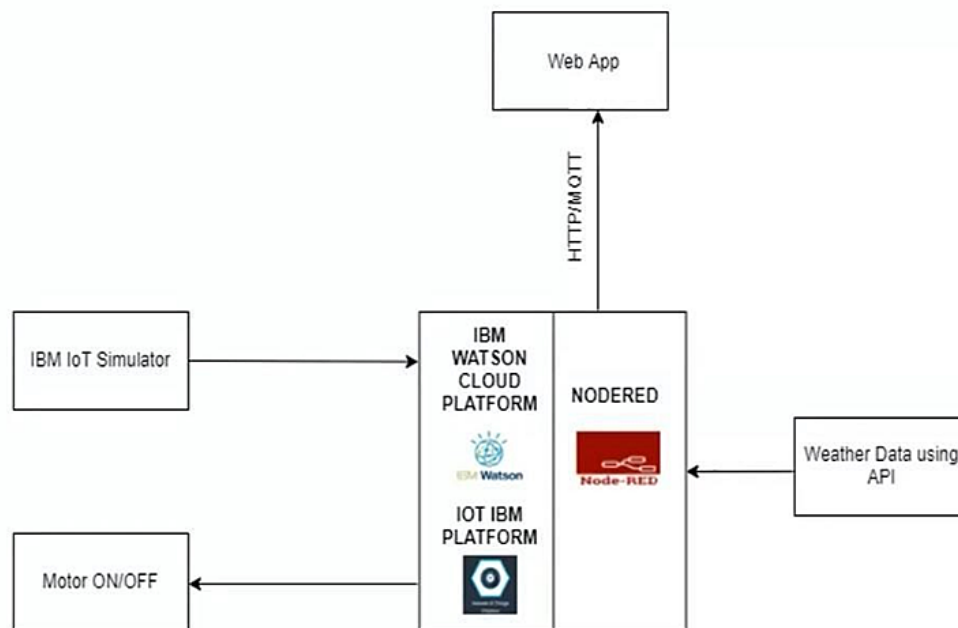 Web App
HTTP/MQTT
IBM IoT Simulator
IBM
WATSON
CLOUD
PLATFORM
IBM Watson
IOT IBM
PLATFORM
NODERED
Node-RED
Weather Data using
API
Motor ON/OFF